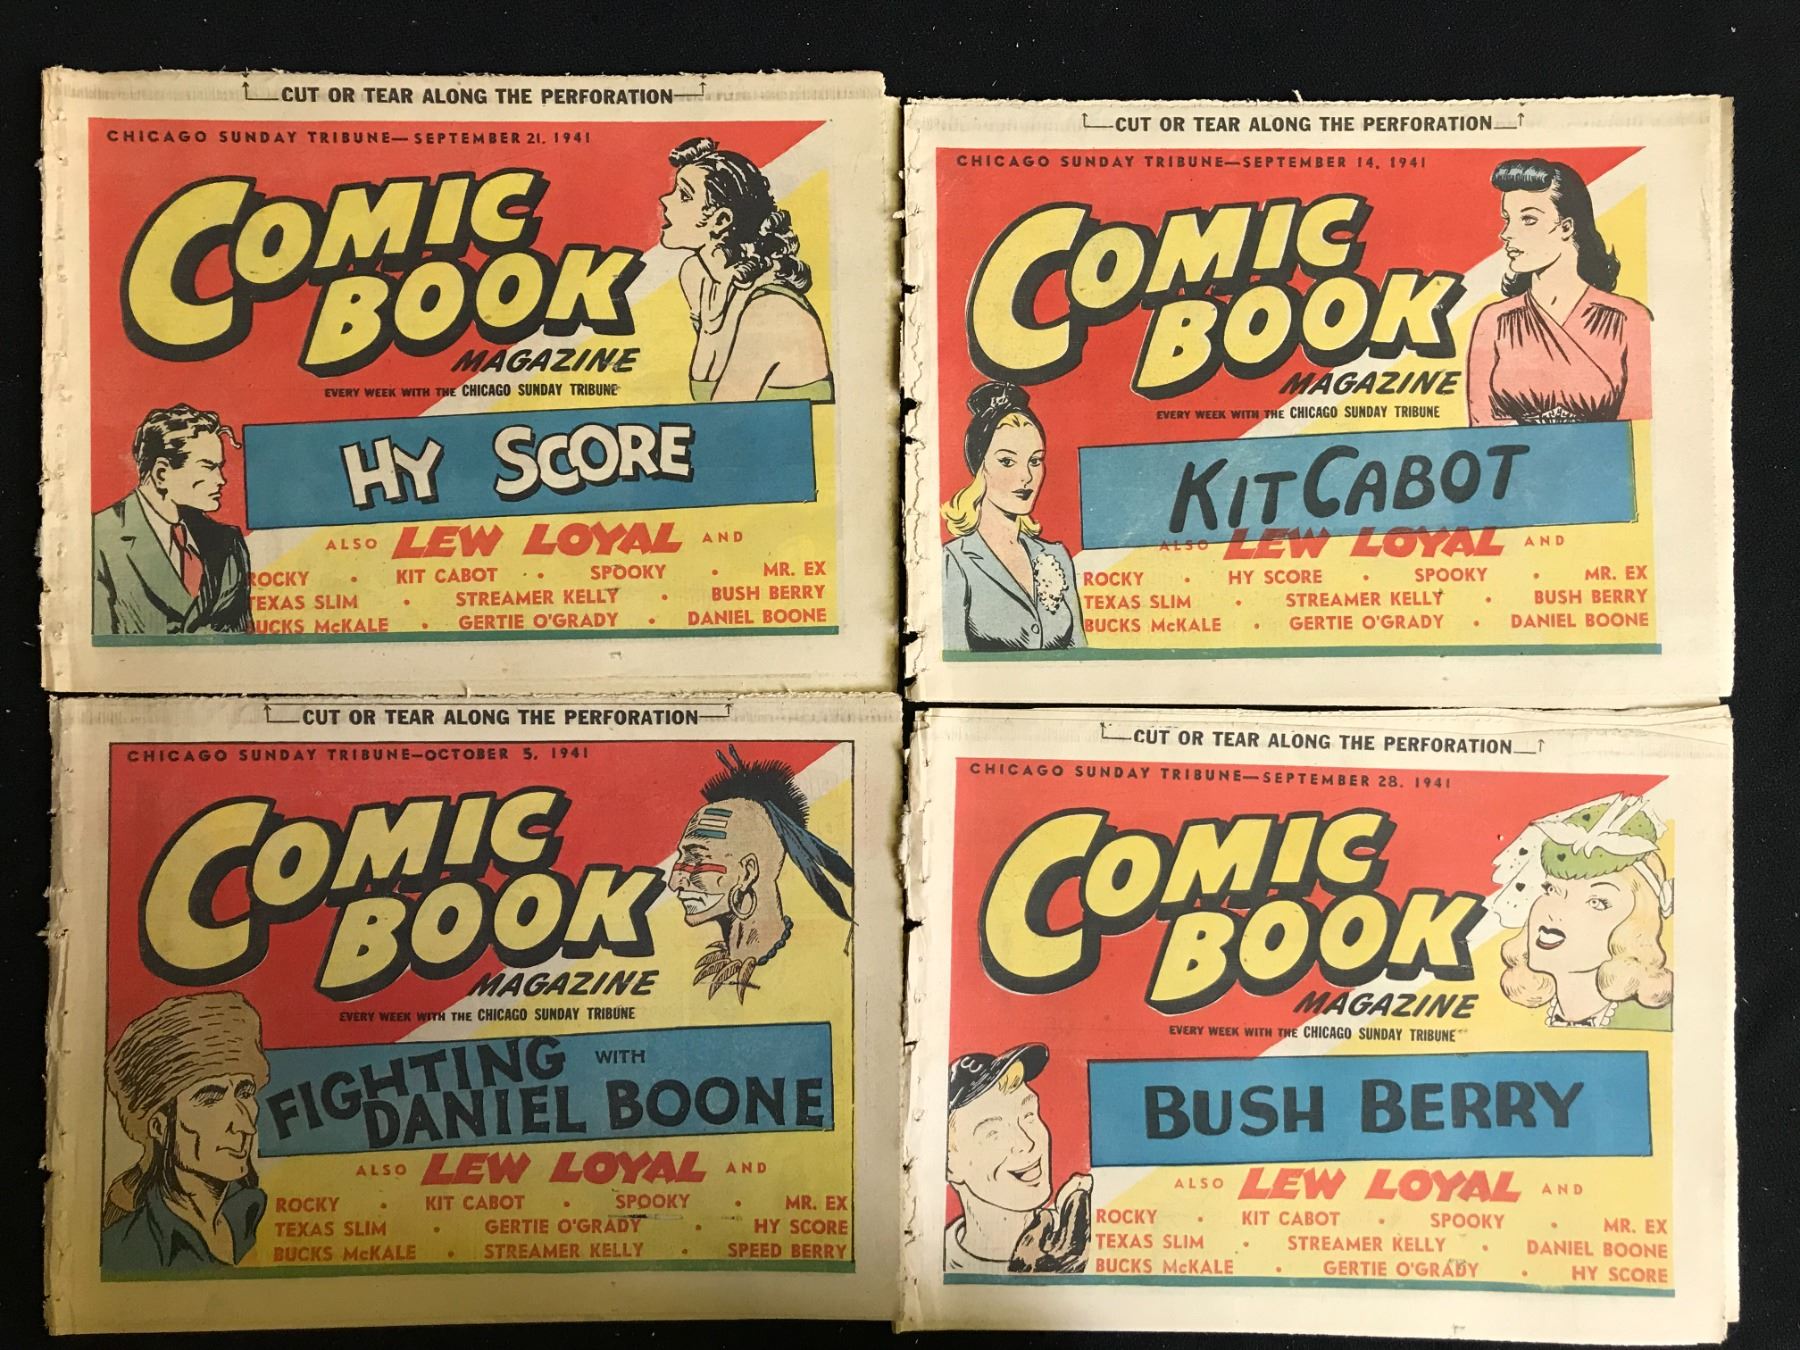 CUT OR TEAR ALONG THE PERFORATION
CHICAGO SUNDAY TRIBUNE—SEPTEMBER 21, 1941
COMIC
BOOK
MAGAZINE
EVERY WEEK WITH THE CHICAGO SUNDAY TRIBUNE
HY SCORE
ALSO LEW LOYAL AND
ROCKY • KIT CABOT • SPOOKY • MR. EX
TEXAS SLIM • STREAMER KELLY • BUSH BERRY
BUCKS McKALE • GERTIE O'GRADY • DANIEL BOONE
CUT OR TEAR ALONG THE PERFORATION
CHICAGO SUNDAY TRIBUNE—SEPTEMBER 14, 1941
COMIC
BOOK
MAGAZINE
EVERY WEEK WITH THE CHICAGO SUNDAY TRIBUNE
KIT CABOT
ALSO LEW LOYAL AND
ROCKY • HY SCORE • SPOOKY • MR. EX
TEXAS SLIM • STREAMER KELLY • BUSH BERRY
BUCKS McKALE • GERTIE O'GRADY • DANIEL BOONE
CUT OR TEAR ALONG THE PERFORATION
CHICAGO SUNDAY TRIBUNE—OCTOBER 5, 1941
COMIC
BOOK
MAGAZINE
EVERY WEEK WITH THE CHICAGO SUNDAY TRIBUNE
FIGHTING WITH
DANIEL BOONE
ALSO LEW LOYAL AND
ROCKY • KIT CABOT • SPOOKY • MR. EX
TEXAS SLIM • GERTIE O'GRADY • HY SCORE
BUCKS McKALE • STREAMER KELLY • SPEED BERRY
CUT OR TEAR ALONG THE PERFORATION
CHICAGO SUNDAY TRIBUNE—SEPTEMBER 28, 1941
COMIC
BOOK
MAGAZINE
EVERY WEEK WITH THE CHICAGO SUNDAY TRIBUNE
BUSH BERRY
ALSO LEW LOYAL AND
ROCKY • KIT CABOT • SPOOKY • MR. EX
TEXAS SLIM • STREAMER KELLY • DANIEL BOONE
BUCKS McKALE • GERTIE O'GRADY • HY SCORE